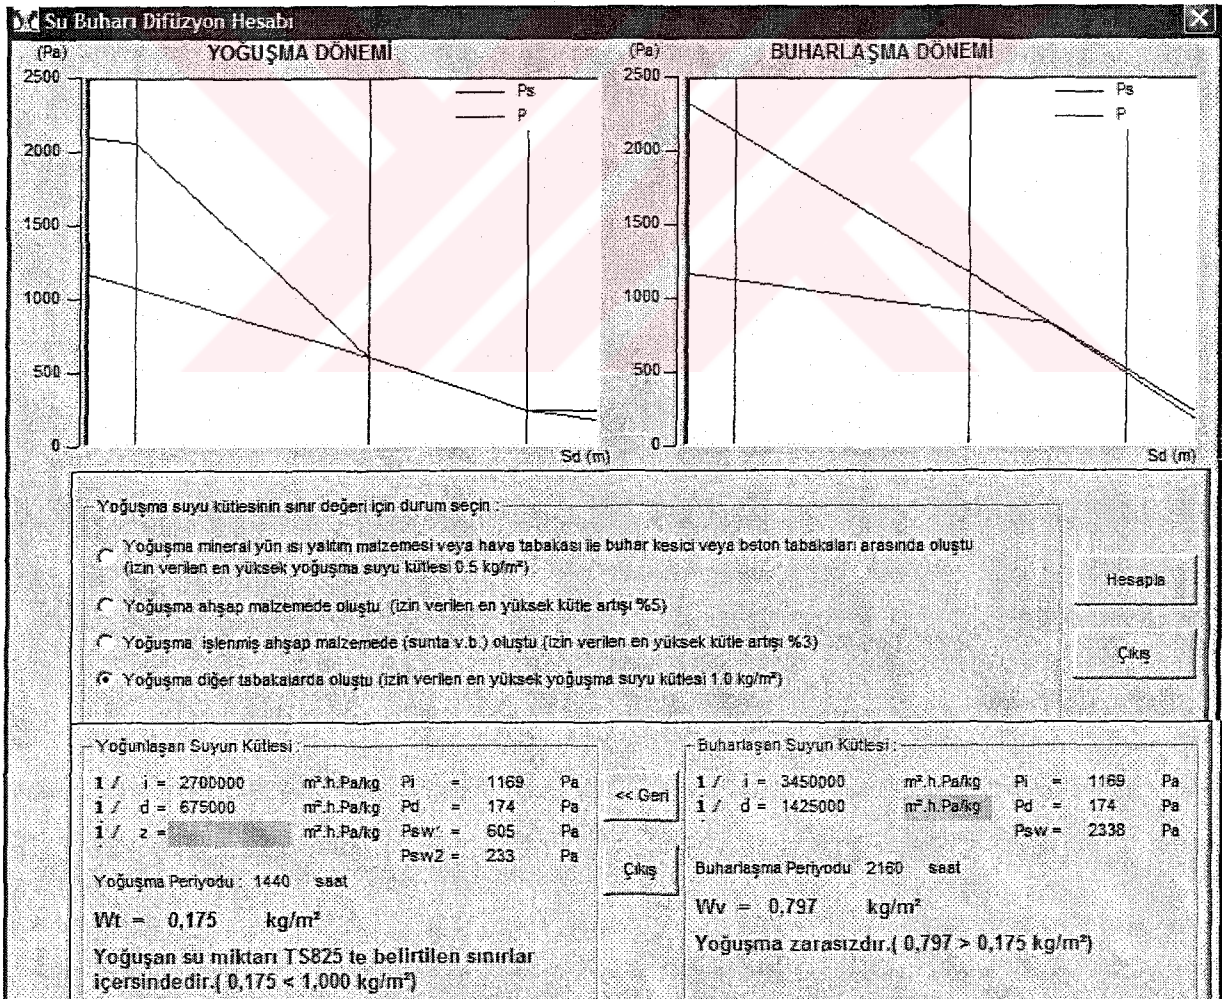 Su Buharı Difüzyon Hesabı
(Pa) YOĞUŞMA DÖNEMİ
2500
2000
1500
1000
500
0
Ps
P
Sd (m)
(Pa) BUHARLAŞMA DÖNEMİ
2500
2000
1500
1000
500
0
Ps
P
Sd (m)
Yoğuşma suyu kütlesinin sınır değeri için durum seçin :
Yoğuşma mineral yün ısı yalıtım malzemesi veya hava tabakası ile buhar kesici veya beton tabakaları arasında oluştu
(izin verilen en yüksek yoğuşma suyu kütlesi 0.5 kg/m²)
Yoğuşma ahşap malzemede oluştu (izin verilen en yüksek kütle artışı %5)
Yoğuşma işlenmiş ahşap malzemede (sunta v.b.) oluştu (izin verilen en yüksek kütle artışı %3)
Yoğuşma diğer tabakalarda oluştu (izin verilen en yüksek yoğuşma suyu kütlesi 1.0 kg/m²)
Hesapla
Çıkış
Yoğunlaşan Suyun Kütlesi :
1 / i = 2700000 m².h.Pa/kg Pi = 1169 Pa
1 / d = 675000 m².h.Pa/kg Pd = 174 Pa
1 / z = m².h.Pa/kg Psw1 = 605 Pa
Psw2 = 233 Pa
Yoğuşma Periyodu : 1440 saat
Wt = 0,175 kg/m²
Yoğuşan su miktarı TS825 te belirtilen sınırlar
içersindedir.( 0,175 < 1,000 kg/m²)
<< Geri
Çıkış
Buharlaşan Suyun Kütlesi :
1 / i = 3450000 m².h.Pa/kg Pi = 1169 Pa
1 / d = 1425000 m².h.Pa/kg Pd = 174 Pa
Psw = 2338 Pa
Buharlaşma Periyodu 2160 saat
Wv = 0,797 kg/m²
Yoğuşma zararsızdır.( 0,797 > 0,175 kg/m²)